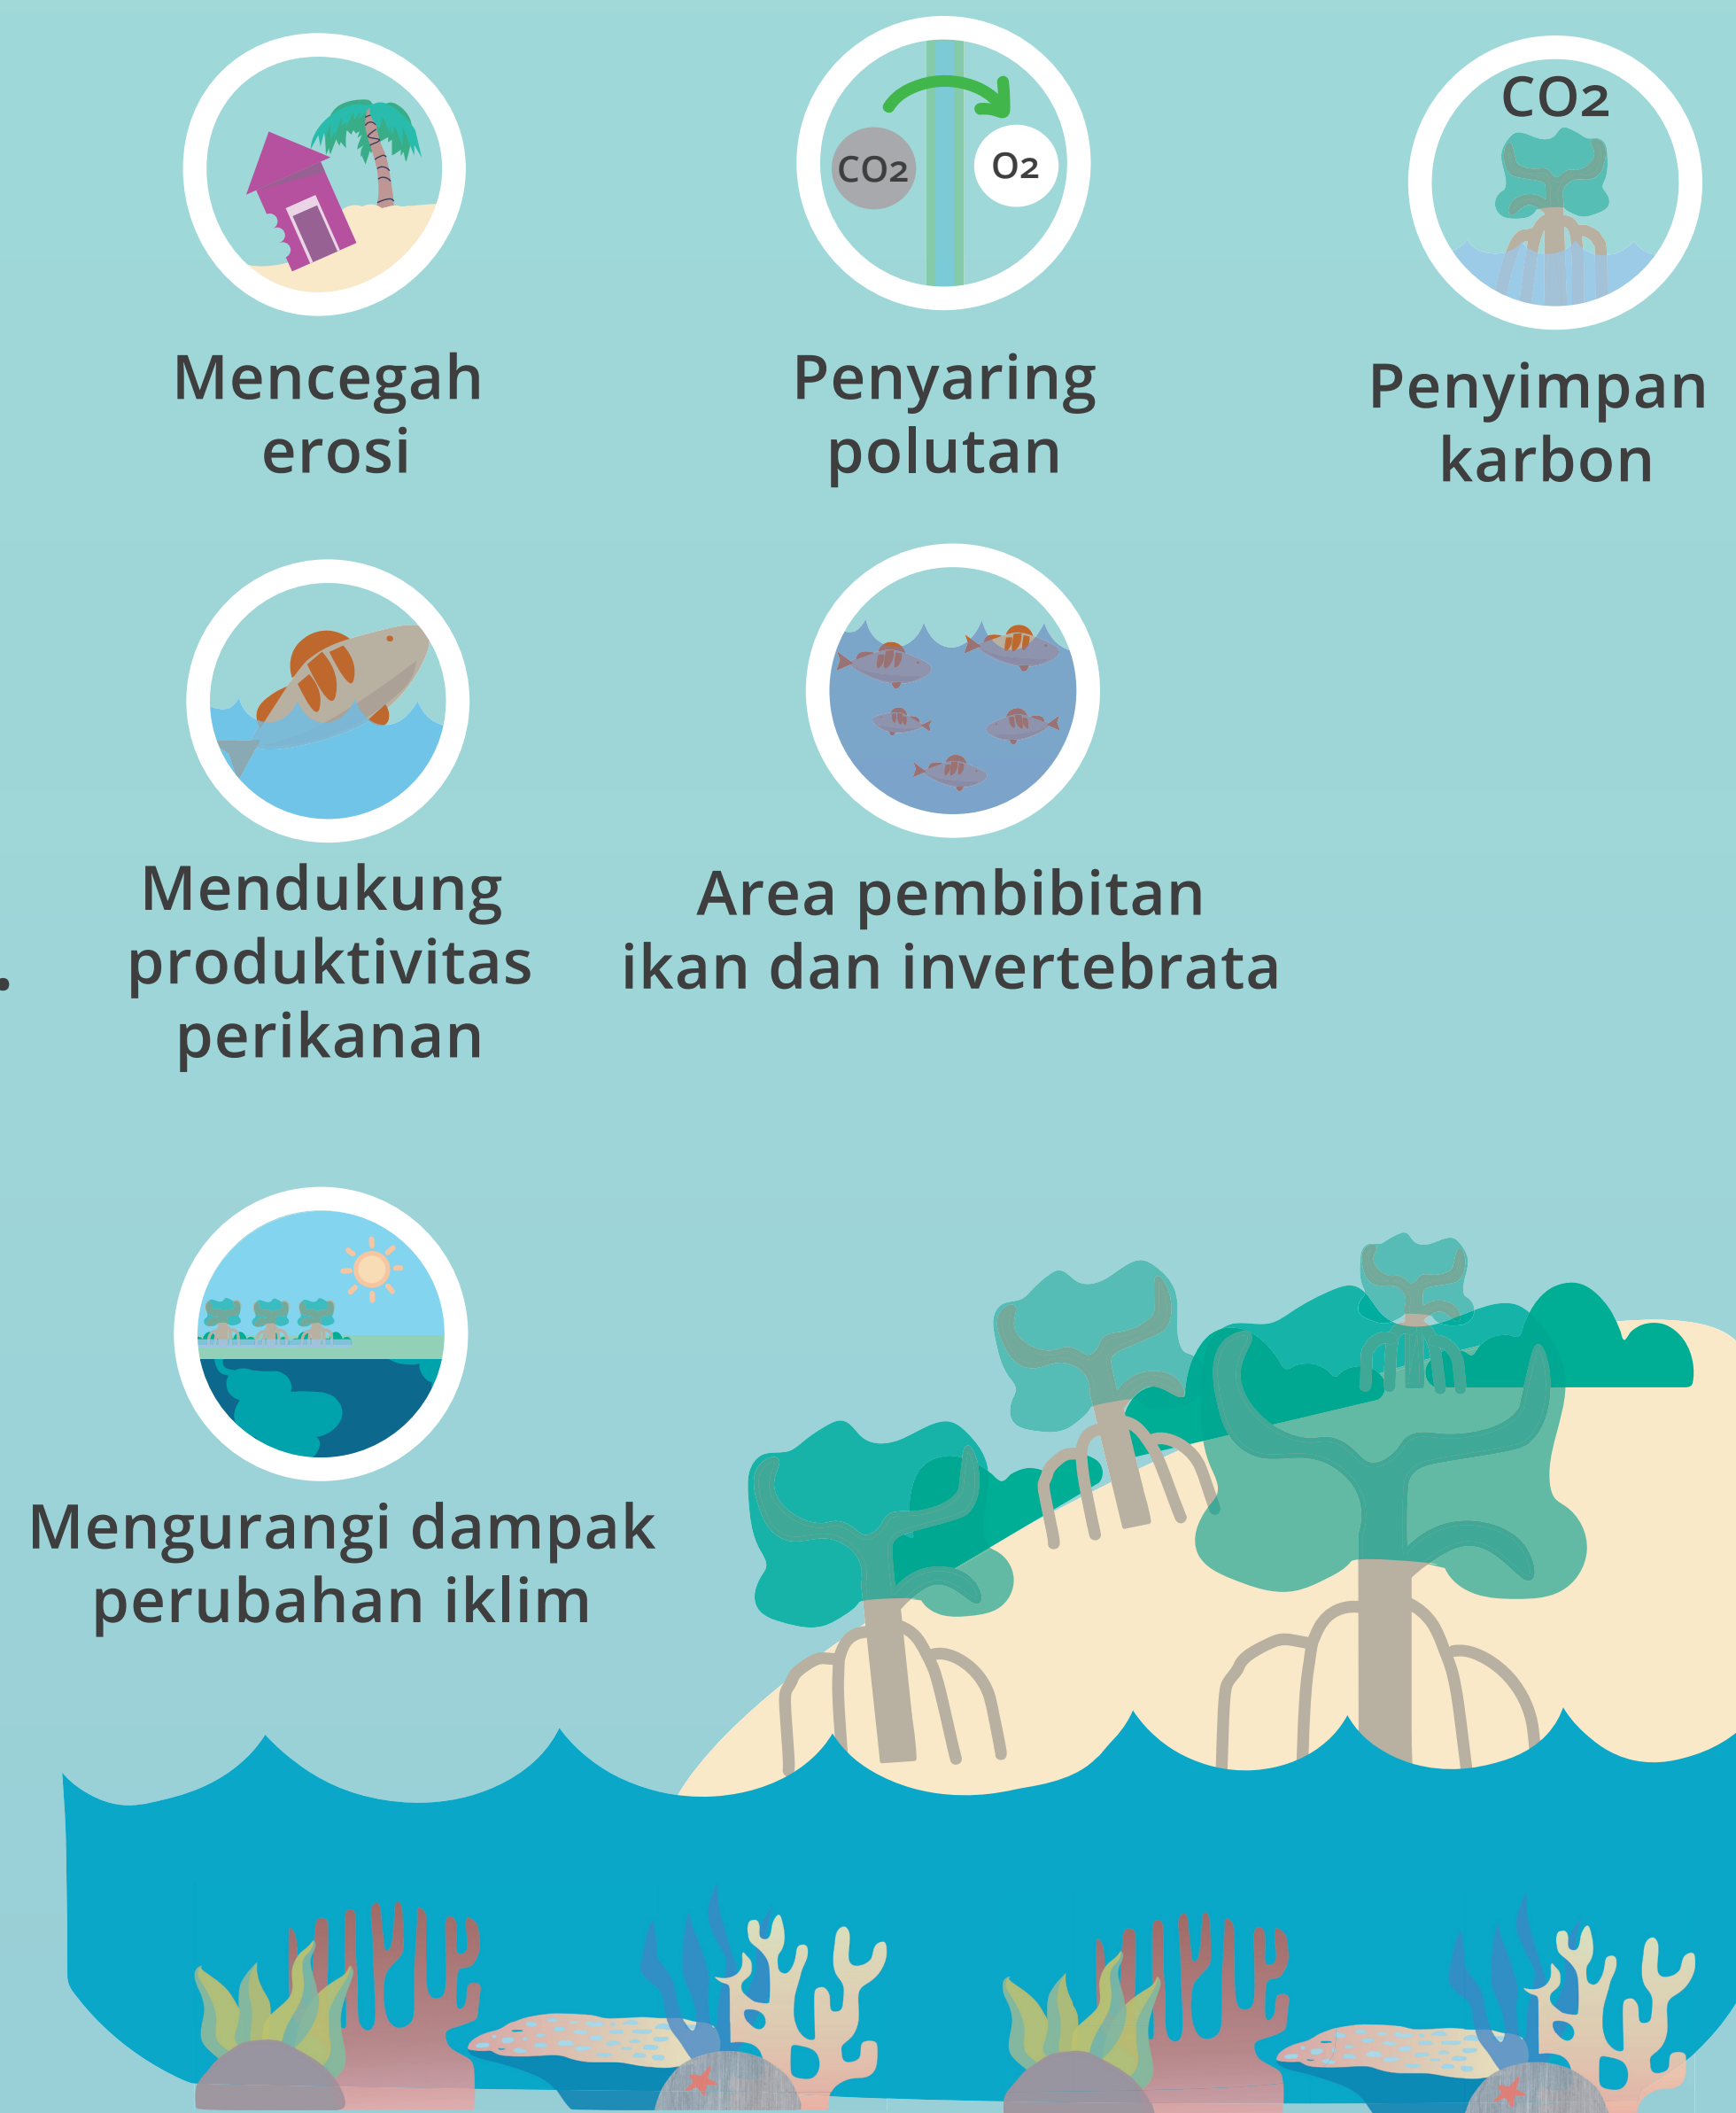 CO2
O2
CO2
Mencegah
erosi
Penyaring
polutan
Penyimpan
karbon
Mendukung
produktivitas
perikanan
.
Area pembibitan
ikan dan invertebrata
Mengurangi dampak
perubahan iklim